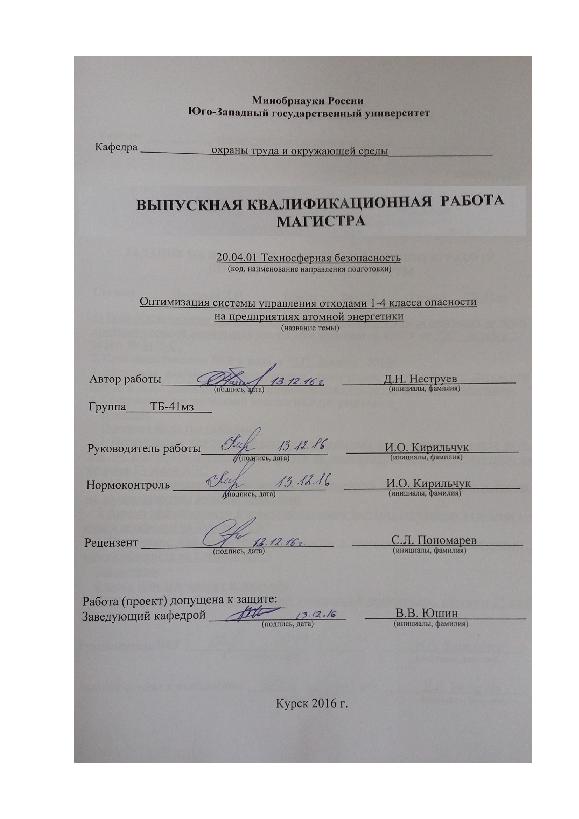 Минобрнауки России
Юго-Западный государственный университет
Кафедра охраны труда и окружающей среды
ВЫПУСКНАЯ КВАЛИФИКАЦИОННАЯ РАБОТА
МАГИСТРА
20.04.01 Техносферная безопасность
(код, наименование направления подготовки)
Оптимизация системы управления отходами 1-4 класса опасности
на предприятиях атомной энергетики
(название темы)
Автор работы 13.12.16г. Д.Н. Неструев
(подпись, дата) (инициалы, фамилия)
Группа ТБ-41мз
Руководитель работы 13.12.16 И.О. Кирильчук
(подпись, дата) (инициалы, фамилия)
Нормоконтроль 13.12.16 И.О. Кирильчук
(подпись, дата) (инициалы, фамилия)
Рецензент 13.12.16г. С.Л. Пономарев
(подпись, дата) (инициалы, фамилия)
Работа (проект) допущена к защите:
Заведующий кафедрой 13.12.16 В.В. Юшин
(подпись, дата) (инициалы, фамилия)
Курск 2016 г.